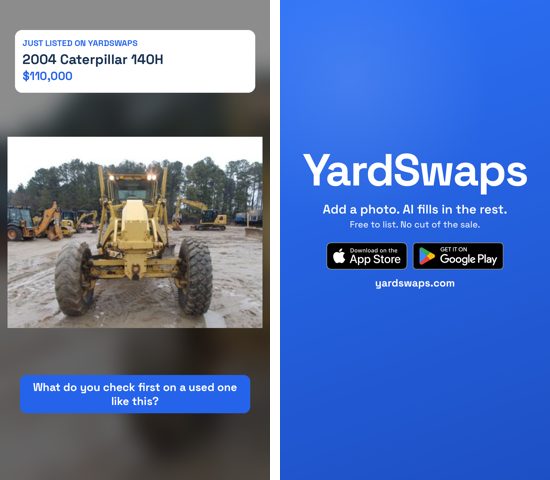 JUST LISTED ON YARDSWAPS
2004 Caterpillar 140H
$110,000
What do you check first on a used one
like this?
YardSwaps
Add a photo. AI fills in the rest.
Free to list. No cut of the sale.
Download on the
App Store
GET IT ON
Google Play
yardswaps.com